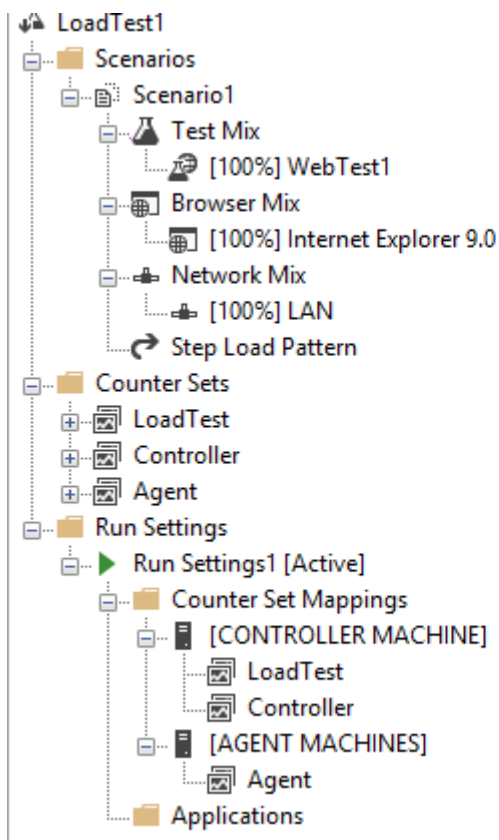 LoadTest1
Scenarios
Scenario1
Test Mix
[100%] WebTest1
Browser Mix
[100%] Internet Explorer 9.0
Network Mix
[100%] LAN
Step Load Pattern
Counter Sets
LoadTest
Controller
Agent
Run Settings
Run Settings1 [Active]
Counter Set Mappings
[CONTROLLER MACHINE]
LoadTest
Controller
[AGENT MACHINES]
Agent
Applications